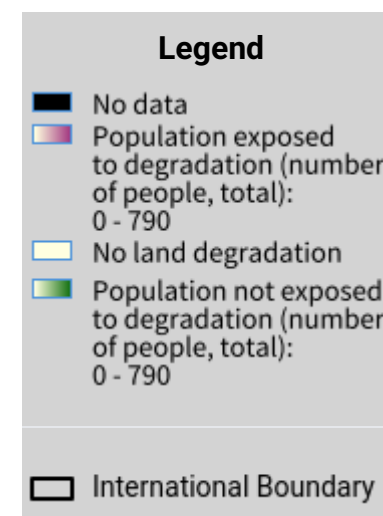 Legend
No data
Population exposed
to degradation (number
of people, total):
0 - 790
No land degradation
Population not exposed
to degradation (number
of people, total):
0 - 790
International Boundary